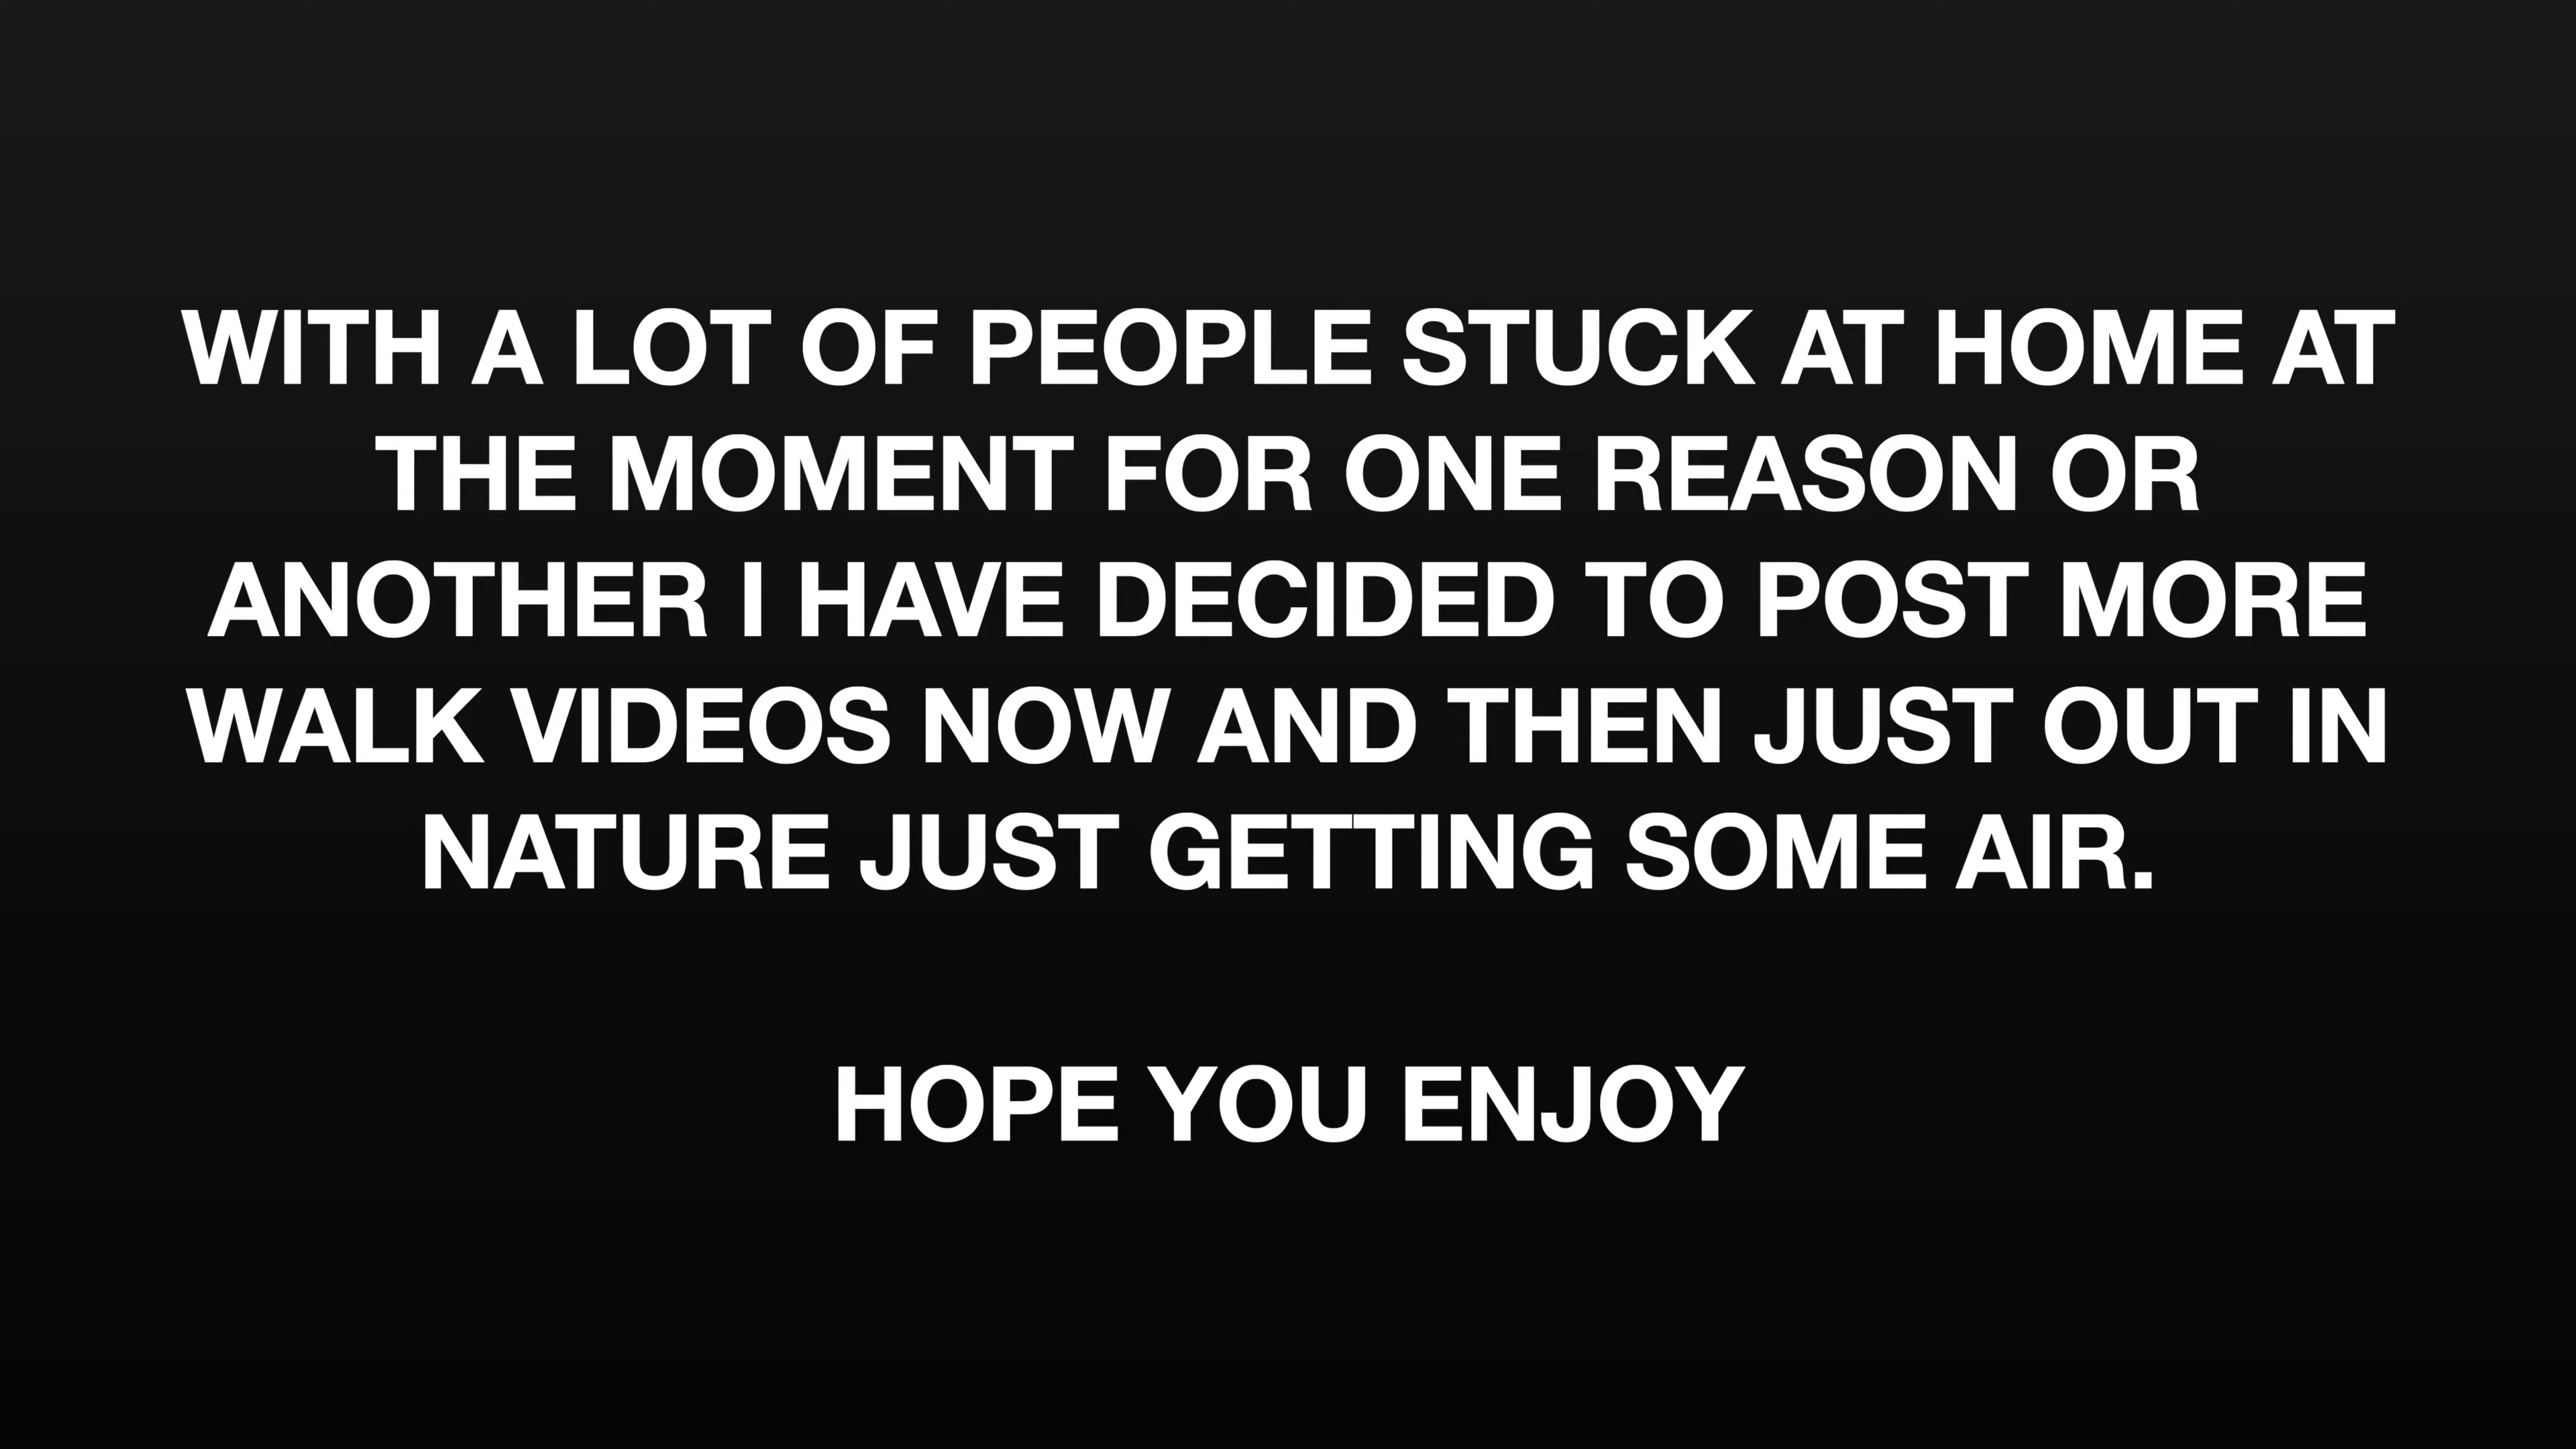 WITH A LOT OF PEOPLE STUCK AT HOME AT
THE MOMENT FOR ONE REASON OR
ANOTHER I HAVE DECIDED TO POST MORE
WALK VIDEOS NOW AND THEN JUST OUT IN
NATURE JUST GETTING SOME AIR.
HOPE YOU ENJOY